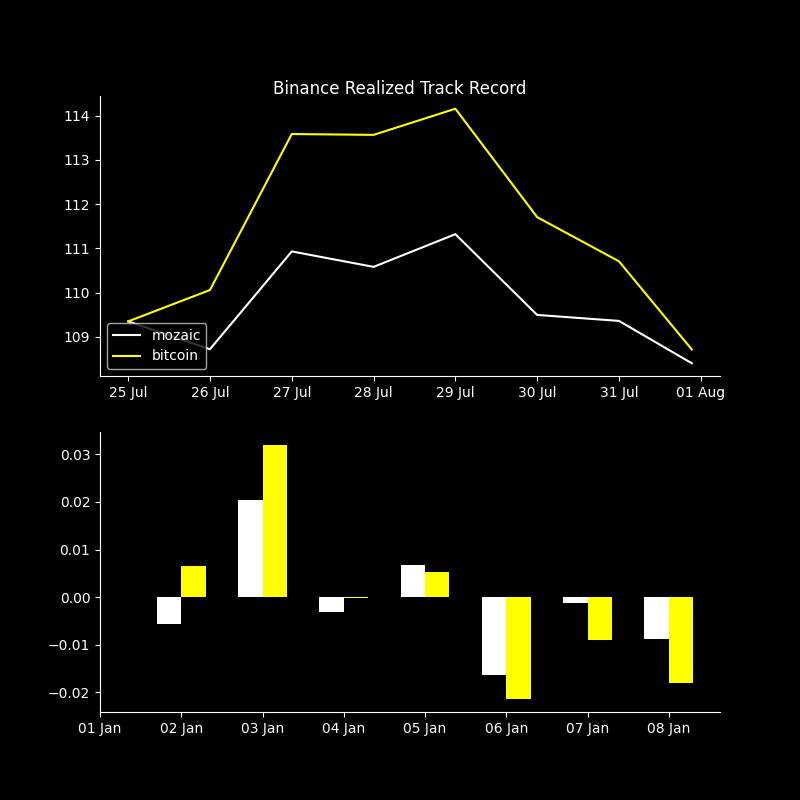 Binance Realized Track Record
114
113
112
111
110
109
mozaic
bitcoin
25 Jul 26 Jul 27 Jul 28 Jul 29 Jul 30 Jul 31 Jul 01 Aug
0.03
0.02
0.01
0.00
−0.01
−0.02
01 Jan 02 Jan 03 Jan 04 Jan 05 Jan 06 Jan 07 Jan 08 Jan